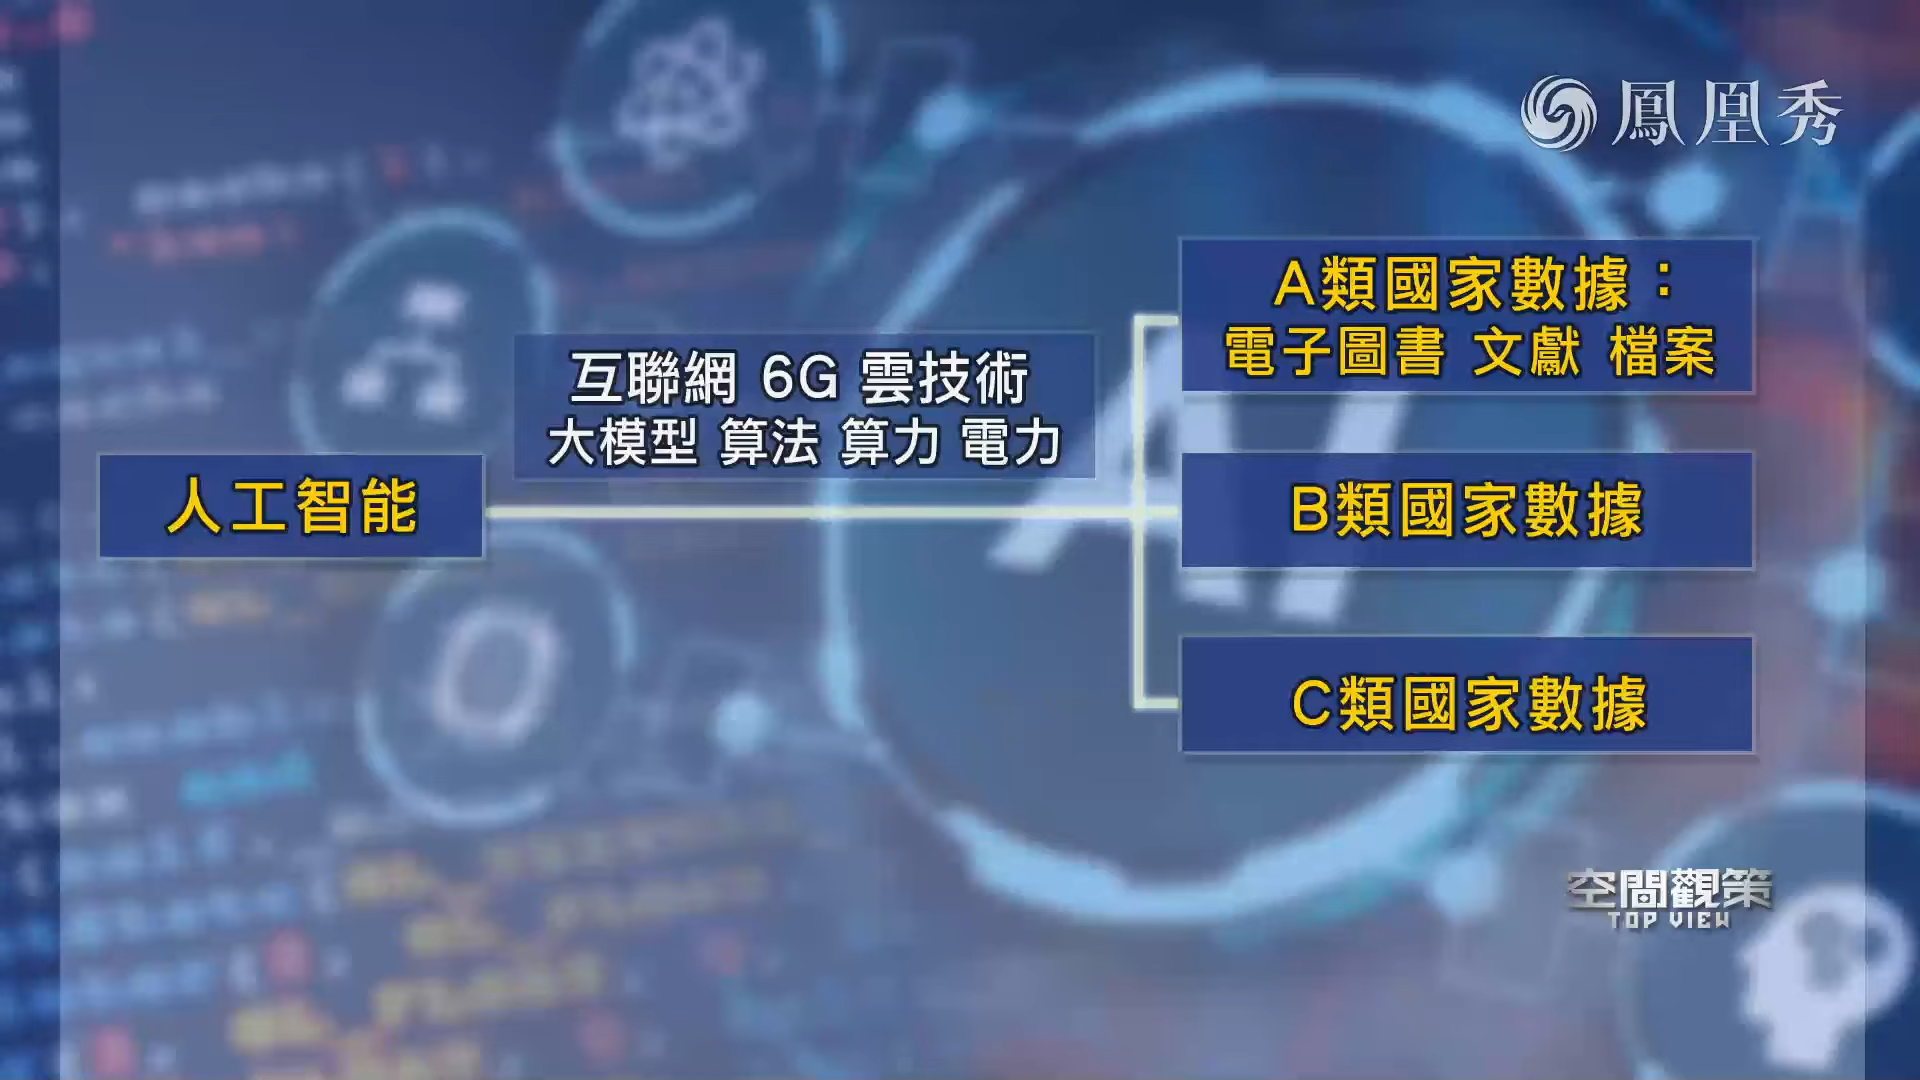 鳳凰秀
A類國家數據：
電子圖書 文獻 檔案
互聯網 6G 雲技術
大模型 算法 算力 電力
人工智能
B類國家數據
C類國家數據
空間觀策
TOP VIEW
AI